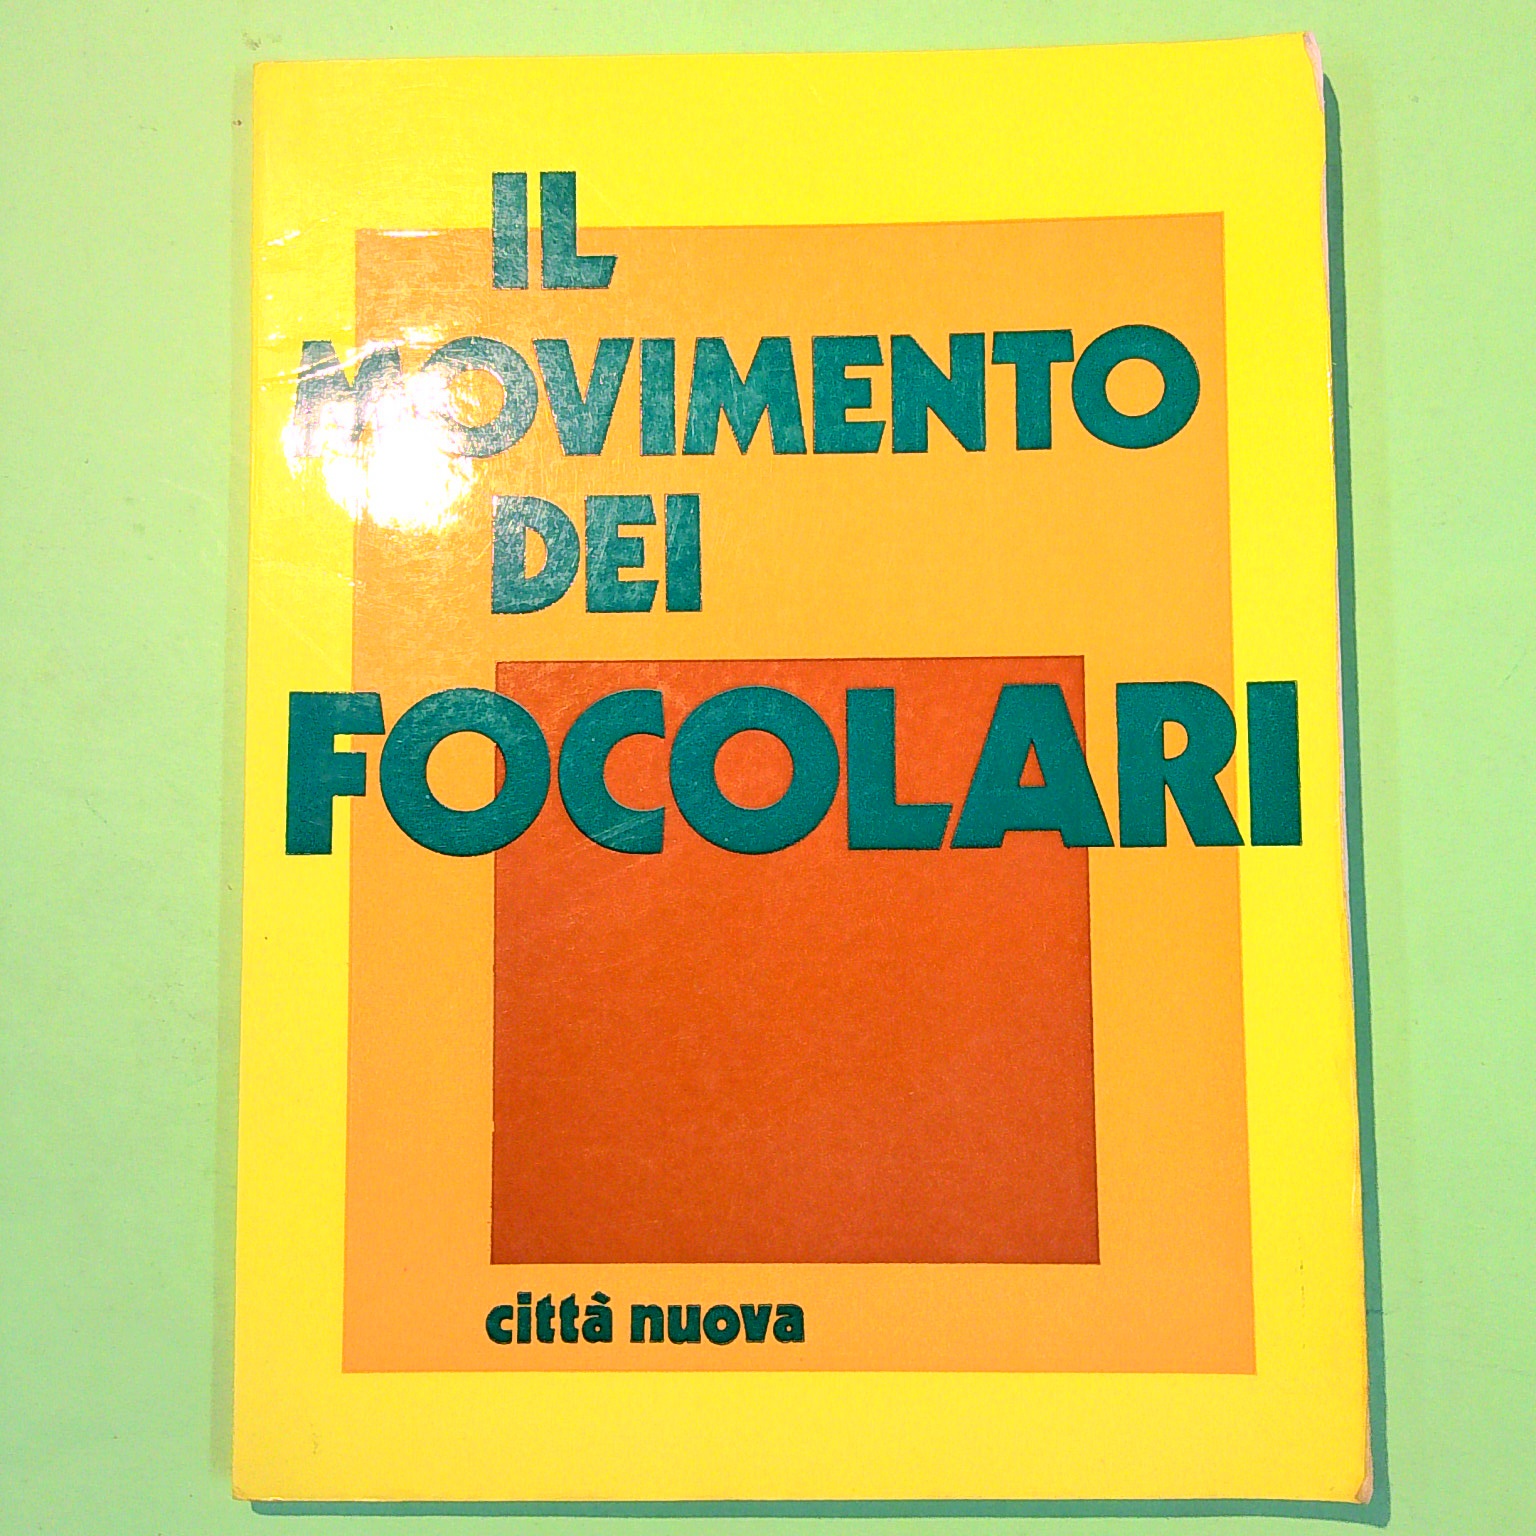 IL
MOVIMENTO
DEI
FOCOLARI
città nuova